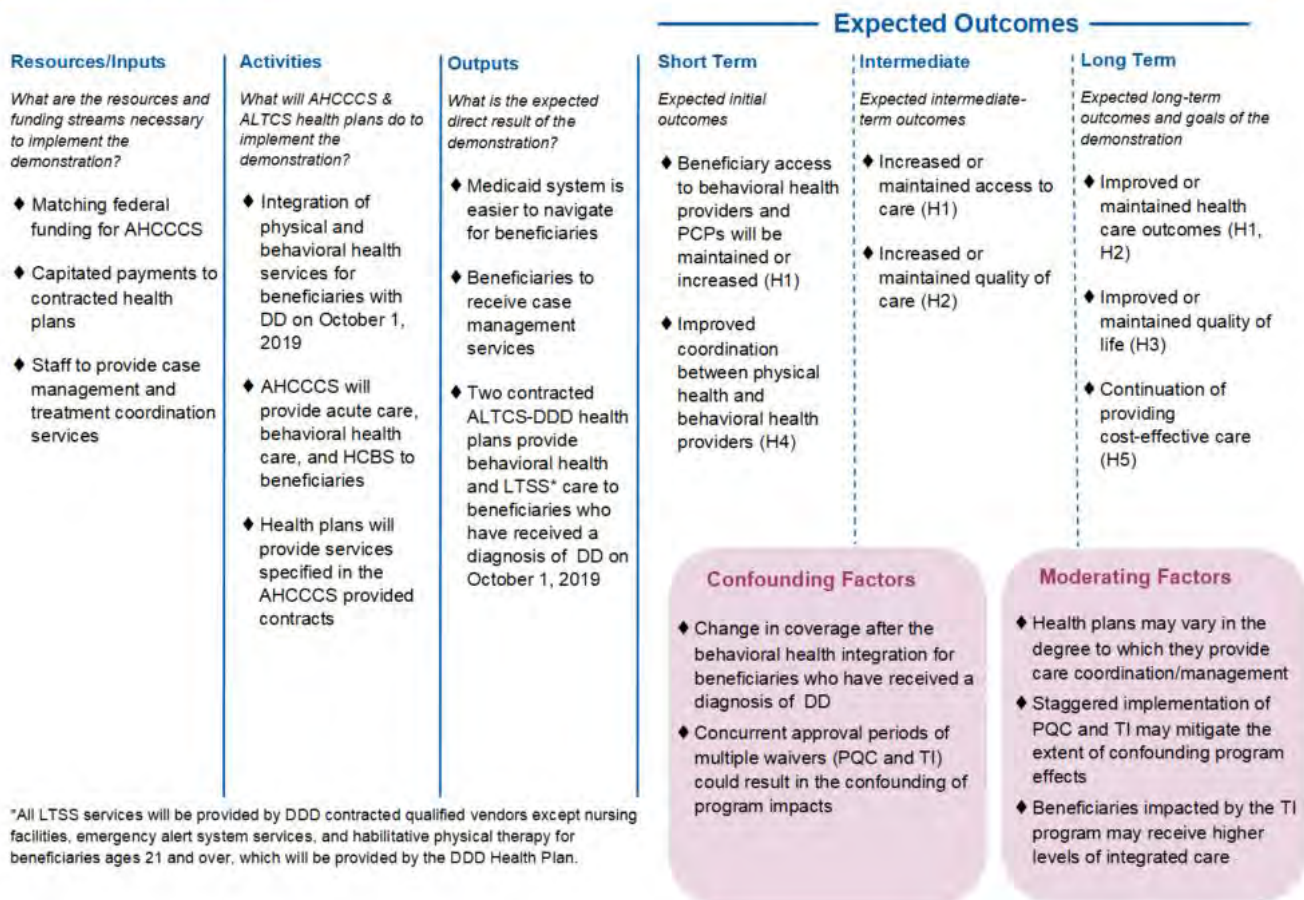 Expected Outcomes
Resources/Inputs
What are the resources and
funding streams necessary
to implement the
demonstration?
♦ Matching federal
funding for AHCCCS
♦ Capitated payments to
contracted health
plans
♦ Staff to provide case
management and
treatment coordination
services
Activities
What will AHCCCS &
ALTCS health plans do to
implement the
demonstration?
♦ Integration of
physical and
behavioral health
services for
beneficiaries with
DD on October 1,
2019
♦ AHCCCS will
provide acute care,
behavioral health
care, and HCBS to
beneficiaries
♦ Health plans will
provide services
specified in the
AHCCCS provided
contracts
Outputs
What is the expected
direct result of the
demonstration?
♦ Medicaid system is
easier to navigate
for beneficiaries
♦ Beneficiaries to
receive case
management
services
♦ Two contracted
ALTCS-DDD health
plans provide
behavioral health
and LTSS* care to
beneficiaries who
have received a
diagnosis of DD on
October 1, 2019
Short Term
Expected initial
outcomes
♦ Beneficiary access
to behavioral health
providers and
PCPs will be
maintained or
increased (H1)
♦ Improved
coordination
between physical
health and
behavioral health
providers (H4)
Intermediate
Expected intermediate-
term outcomes
♦ Increased or
maintained access to
care (H1)
♦ Increased or
maintained quality of
care (H2)
Long Term
Expected long-term
outcomes and goals of the
demonstration
♦ Improved or
maintained health
care outcomes (H1,
H2)
♦ Improved or
maintained quality of
life (H3)
♦ Continuation of
providing
cost-effective care
(H5)
Confounding Factors
♦ Change in coverage after the
behavioral health integration for
beneficiaries who have received a
diagnosis of DD
♦ Concurrent approval periods of
multiple waivers (PQC and TI)
could result in the confounding of
program impacts
Moderating Factors
♦ Health plans may vary in the
degree to which they provide
care coordination/management
♦ Staggered implementation of
PQC and TI may mitigate the
extent of confounding program
effects
♦ Beneficiaries impacted by the TI
program may receive higher
levels of integrated care
*All LTSS services will be provided by DDD contracted qualified vendors except nursing
facilities, emergency alert system services, and habilitative physical therapy for
beneficiaries ages 21 and over, which will be provided by the DDD Health Plan.